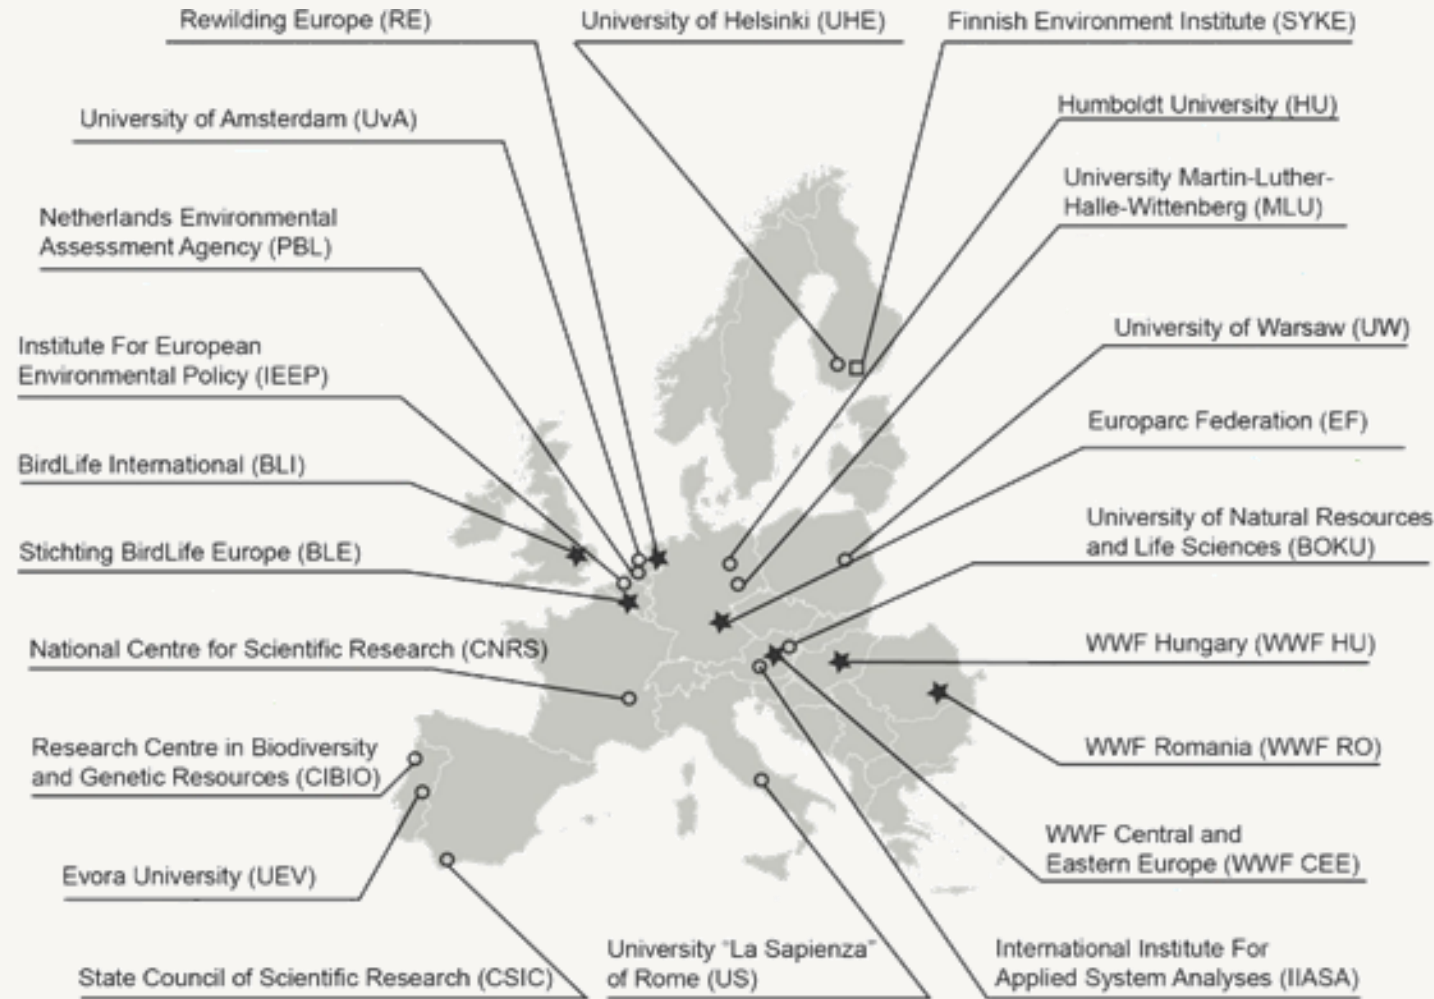 Rewilding Europe (RE)
University of Helsinki (UHE)
Finnish Environment Institute (SYKE)
University of Amsterdam (UvA)
Humboldt University (HU)
University Martin-Luther-
Halle-Wittenberg (MLU)
Netherlands Environmental
Assessment Agency (PBL)
University of Warsaw (UW)
Institute For European
Environmental Policy (IEEP)
Europarc Federation (EF)
BirdLife International (BLI)
University of Natural Resources
and Life Sciences (BOKU)
Stichting BirdLife Europe (BLE)
National Centre for Scientific Research (CNRS)
WWF Hungary (WWF HU)
Research Centre in Biodiversity
and Genetic Resources (CIBIO)
WWF Romania (WWF RO)
WWF Central and
Eastern Europe (WWF CEE)
Evora University (UEV)
State Council of Scientific Research (CSIC)
University “La Sapienza”
of Rome (US)
International Institute For
Applied System Analyses (IIASA)